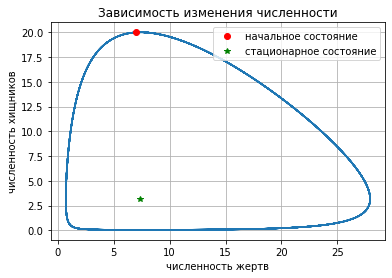 Зависимость изменения численности
начальное состояние
стационарное состояние
численность хищников
20.0
17.5
15.0
12.5
10.0
7.5
5.0
2.5
0.0
0 5 10 15 20 25
численность жертв